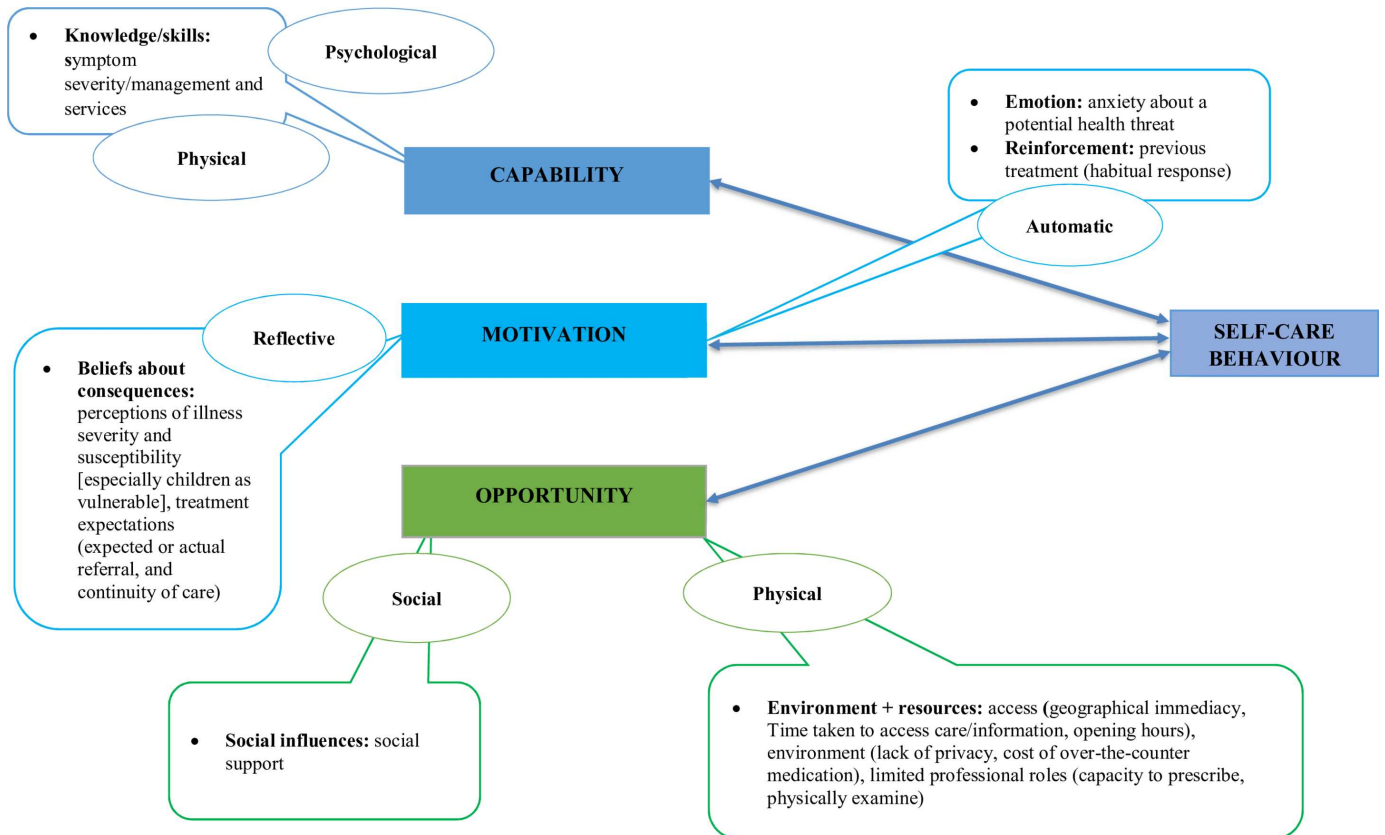 • Knowledge/skills:
symptom
severity/management and
services
Psychological
Physical
CAPABILITY
• Emotion: anxiety about a
potential health threat
• Reinforcement: previous
treatment (habitual response)
Automatic
Reflective
MOTIVATION
SELF-CARE
BEHAVIOUR
• Beliefs about
consequences:
perceptions of illness
severity and
susceptibility
[especially children as
vulnerable], treatment
expectations
(expected or actual
referral, and
continuity of care)
OPPORTUNITY
Social
Physical
• Social influences: social
support
• Environment + resources: access (geographical immediacy,
Time taken to access care/information, opening hours),
environment (lack of privacy, cost of over-the-counter
medication), limited professional roles (capacity to prescribe,
physically examine)